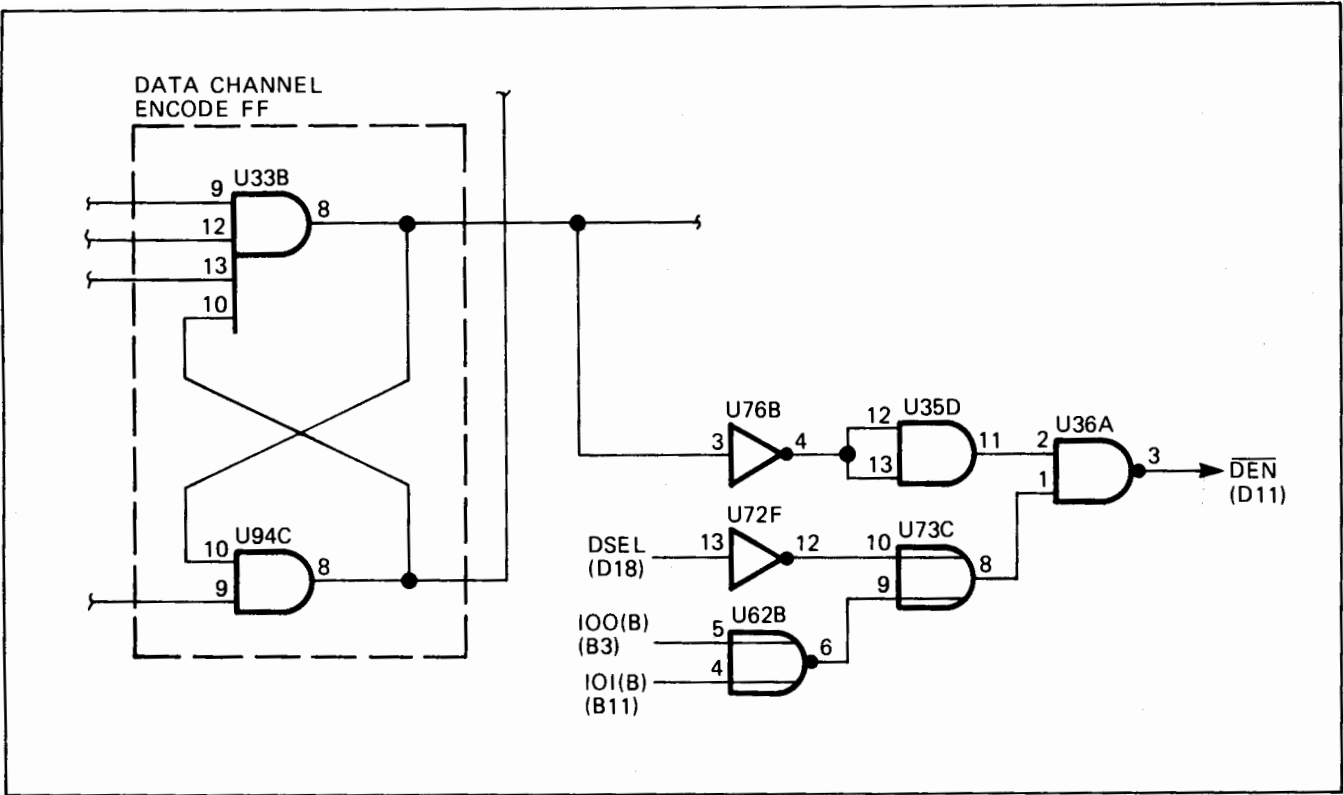 DATA CHANNEL
ENCODE FF
U33B
9
8
12
13
10
U94C
10
8
9
U76B
3
4
U35D
12
11
13
U36A
2
3
1
DEN
(D11)
U72F
DSEL
(D18)
13
12
U73C
10
8
9
U62B
IOO(B)
(B3)
5
6
4
IOI(B)
(B11)